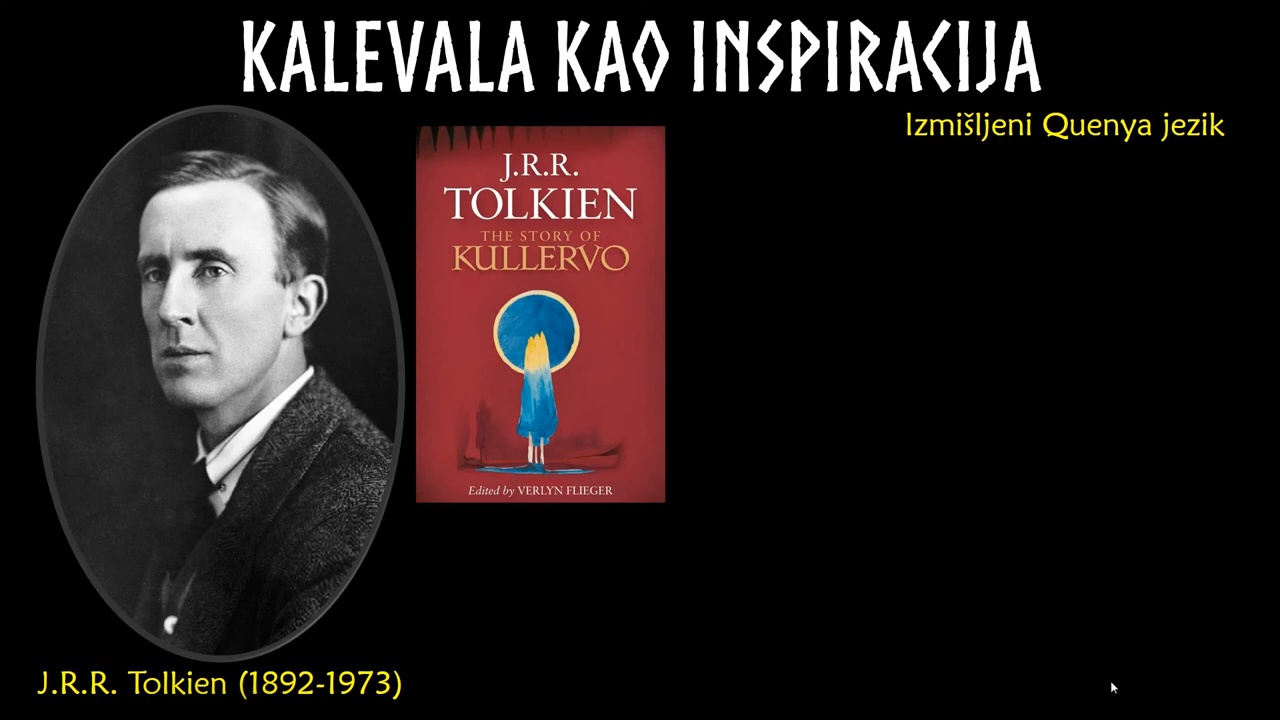 KALEVALA KAO INSPIRACIJA
Izmišljeni Quenya jezik
J.R.R.
TOLKIEN
THE STORY OF
KULLERVO
Edited by VERLYN FLIEGER
J.R.R. Tolkien (1892-1973)